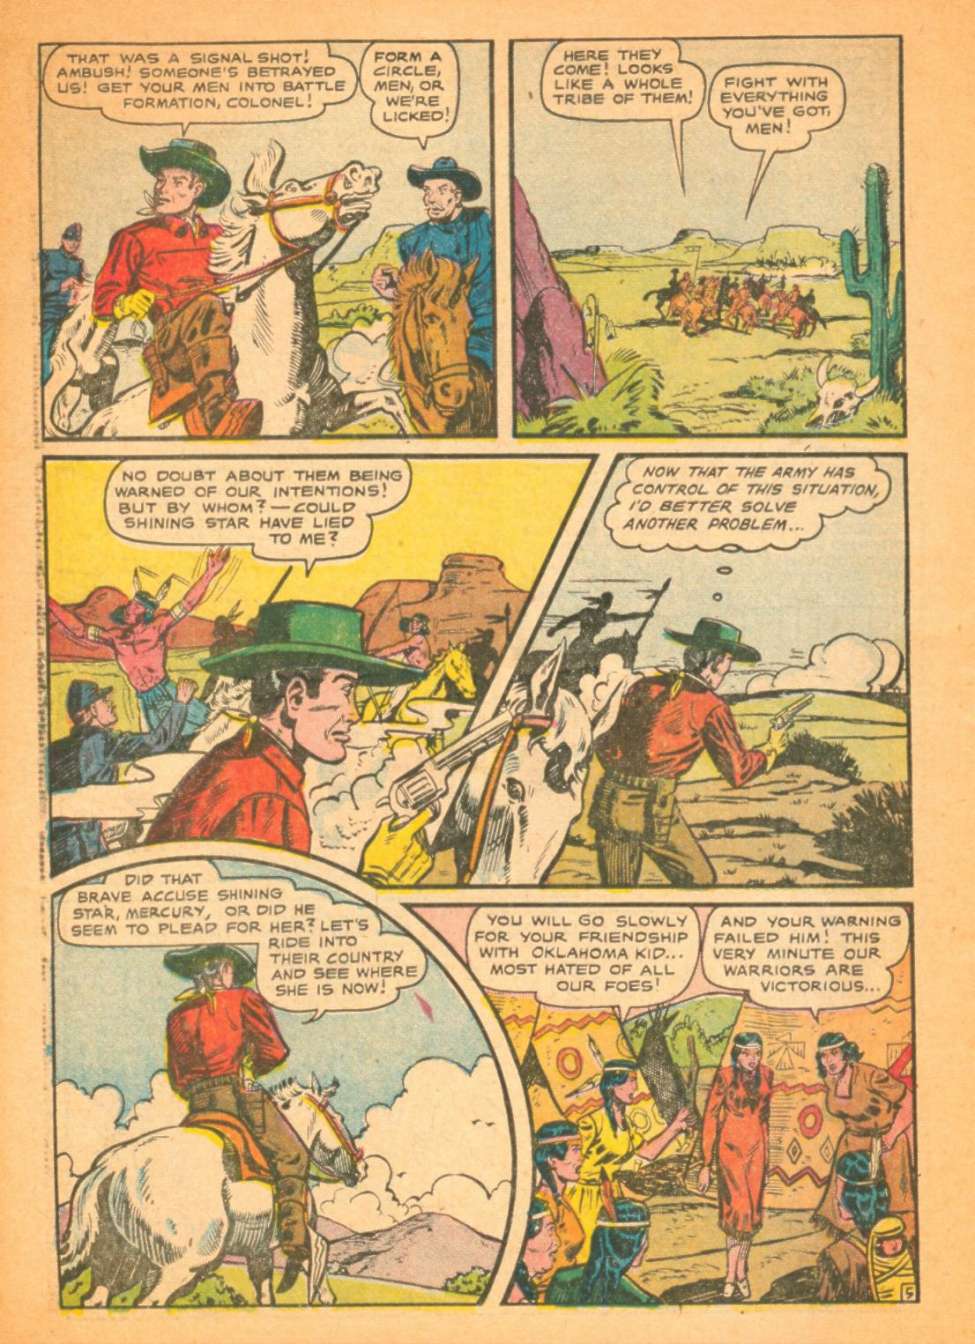 THAT WAS A SIGNAL SHOT!
AMBUSH! SOMEONE'S BETRAYED
US! GET YOUR MEN INTO BATTLE
FORMATION, COLONEL!
FORM A
CIRCLE,
MEN, OR
WE'RE
LICKED!
HERE THEY
COME! LOOKS
LIKE A WHOLE
TRIBE OF THEM!
FIGHT WITH
EVERYTHING
YOU'VE GOT,
MEN!
NO DOUBT ABOUT THEM BEING
WARNED OF OUR INTENTIONS!
BUT BY WHOM? — COULD
SHINING STAR HAVE LIED
TO ME?
NOW THAT THE ARMY HAS
CONTROL OF THIS SITUATION,
I'D BETTER SOLVE
ANOTHER PROBLEM...
DID THAT
BRAVE ACCUSE SHINING
STAR, MERCURY, OR DID HE
SEEM TO PLEAD FOR HER? LET'S
RIDE INTO
THEIR COUNTRY
AND SEE WHERE
SHE IS NOW!
YOU WILL GO SLOWLY
FOR YOUR FRIENDSHIP
WITH OKLAHOMA KID...
MOST HATED OF ALL
OUR FOES!
AND YOUR WARNING
FAILED HIM! THIS
VERY MINUTE OUR
WARRIORS ARE
VICTORIOUS...
5